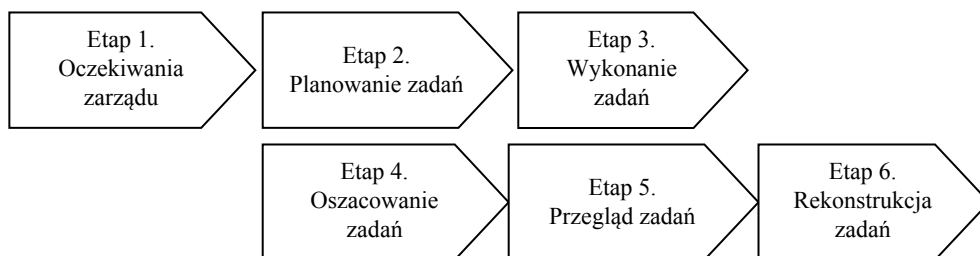 Etap 1.
Oczekiwania
zarządu
Etap 2.
Planowanie zadań
Etap 3.
Wykonanie
zadań
Etap 4.
Oszacowanie
zadań
Etap 5.
Przegląd zadań
Etap 6.
Rekonstrukcja
zadań